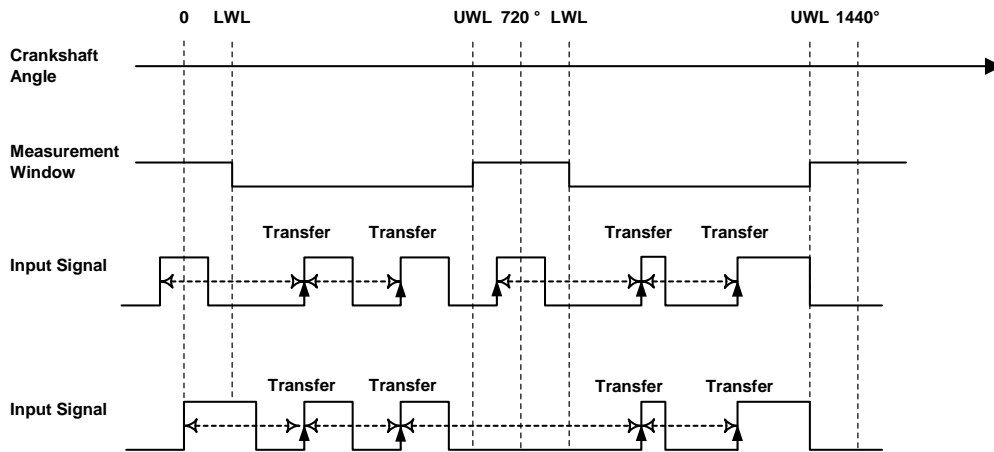 0 LWL UWL 720 ° LWL UWL 1440°
Crankshaft
Angle
Measurement
Window
Transfer Transfer Transfer Transfer
Input Signal
Transfer Transfer Transfer Transfer
Input Signal